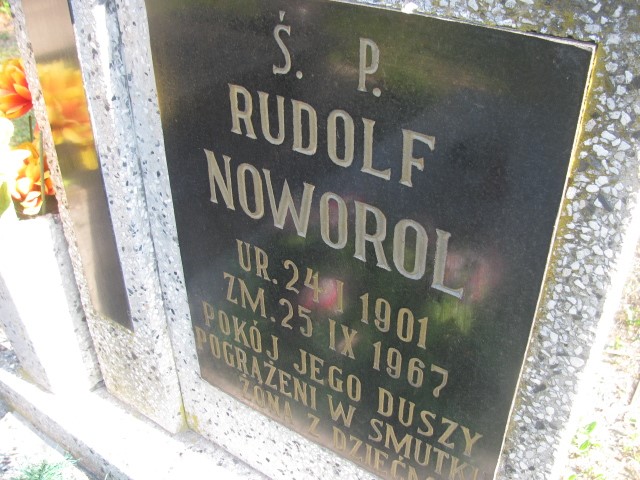 Ś. P.
RUDOLF
NOWOROL
UR. 24 I 1901
ZM. 25 IX 1967
POKÓJ JEGO DUSZY
POGRĄŻENI W SMUTKU
ŻONA Z DZIEĆMI